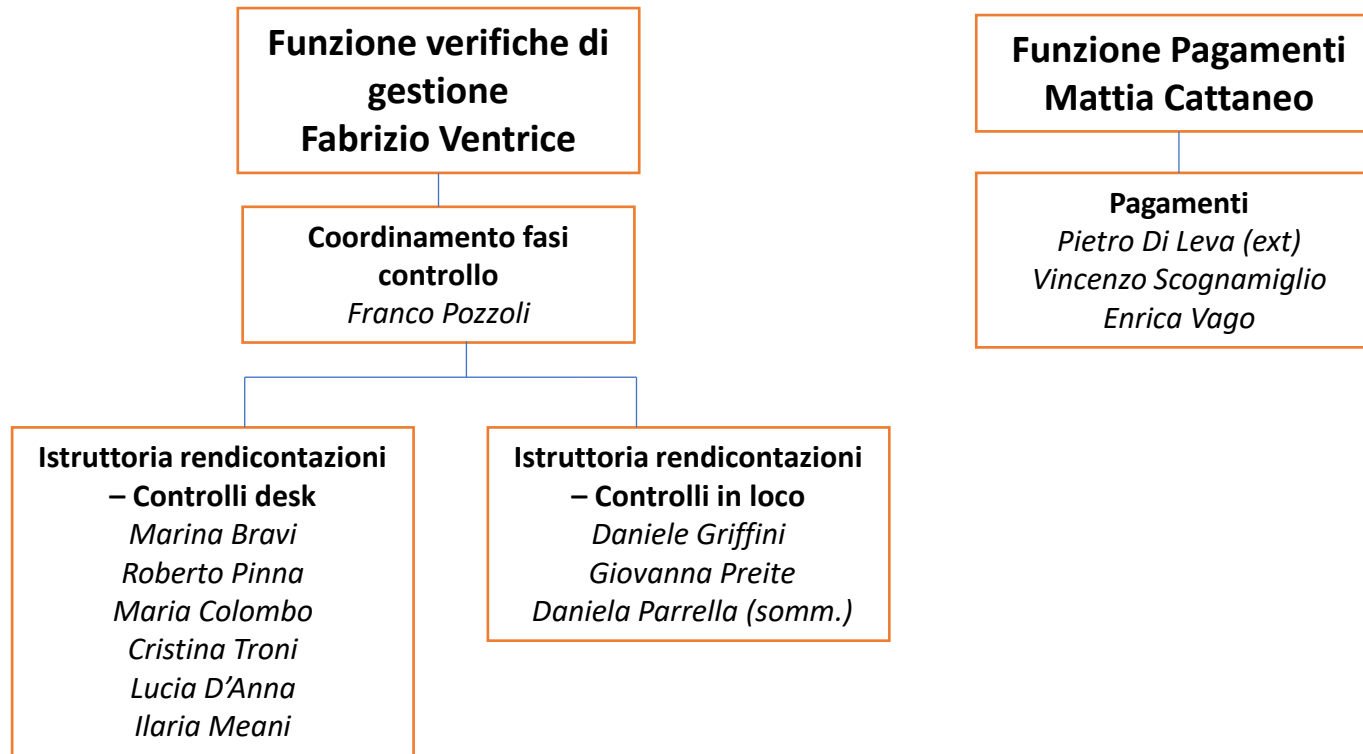 Funzione verifiche di
gestione
Fabrizio Ventrice
Funzione Pagamenti
Mattia Cattaneo
Coordinamento fasi
controllo
Franco Pozzoli
Pagamenti
Pietro Di Leva (ext)
Vincenzo Scognamiglio
Enrica Vago
Istruttoria rendicontazioni
– Controlli desk
Marina Bravi
Roberto Pinna
Maria Colombo
Cristina Troni
Lucia D’Anna
Ilaria Meani
Istruttoria rendicontazioni
– Controlli in loco
Daniele Griffini
Giovanna Preite
Daniela Parrella (somm.)